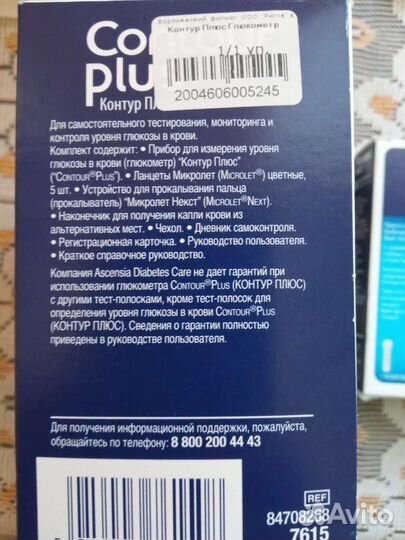 Воронежский филиал ООО
Контур Плюс Глюкометр
1/1 УП.
2004606005245
Con
plu
Контур П
Для самостоятельного тестирования, мониторинга и
контроля уровня глюкозы в крови.
Комплект содержит: • Прибор для измерения уровня
глюкозы в крови (глюкометр) "Контур Плюс"
("CONTOUR®PLUS"). • Ланцеты Микролет (MICROLET®) цветные,
5 шт. • Устройство для прокалывания пальца
(прокалыватель) "Микролет Некст" (MICROLET®NEXT).
• Наконечник для получения капли крови из
альтернативных мест. • Чехол. • Дневник самоконтроля.
• Регистрационная карточка. • Руководство пользователя.
• Краткое справочное руководство.
Компания Ascensia Diabetes Care не дает гарантий при
использовании глюкометра CONTOUR®PLUS (КОНТУР ПЛЮС)
с другими тест-полосками, кроме тест-полосок для
определения уровня глюкозы в крови CONTOUR®PLUS
(КОНТУР ПЛЮС). Сведения о гарантии полностью
приведены в руководстве пользователя.
Для получения информационной поддержки, пожалуйста,
обращайтесь по телефону: 8 800 200 44 43
REF
84708268
7615
Avito